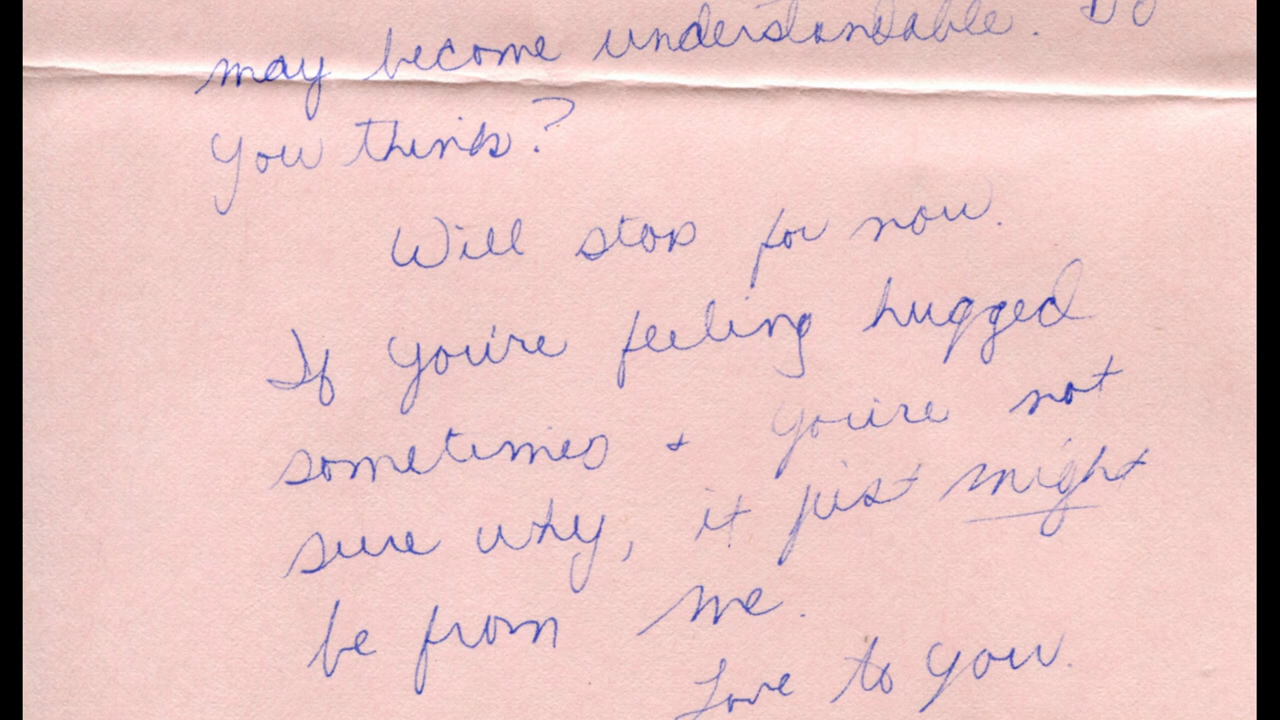 may become understandable. Do
you think?
Will stop for now.
If you're feeling hugged
sometimes + you're not
sure why, it just might
be from me.
Love to you.